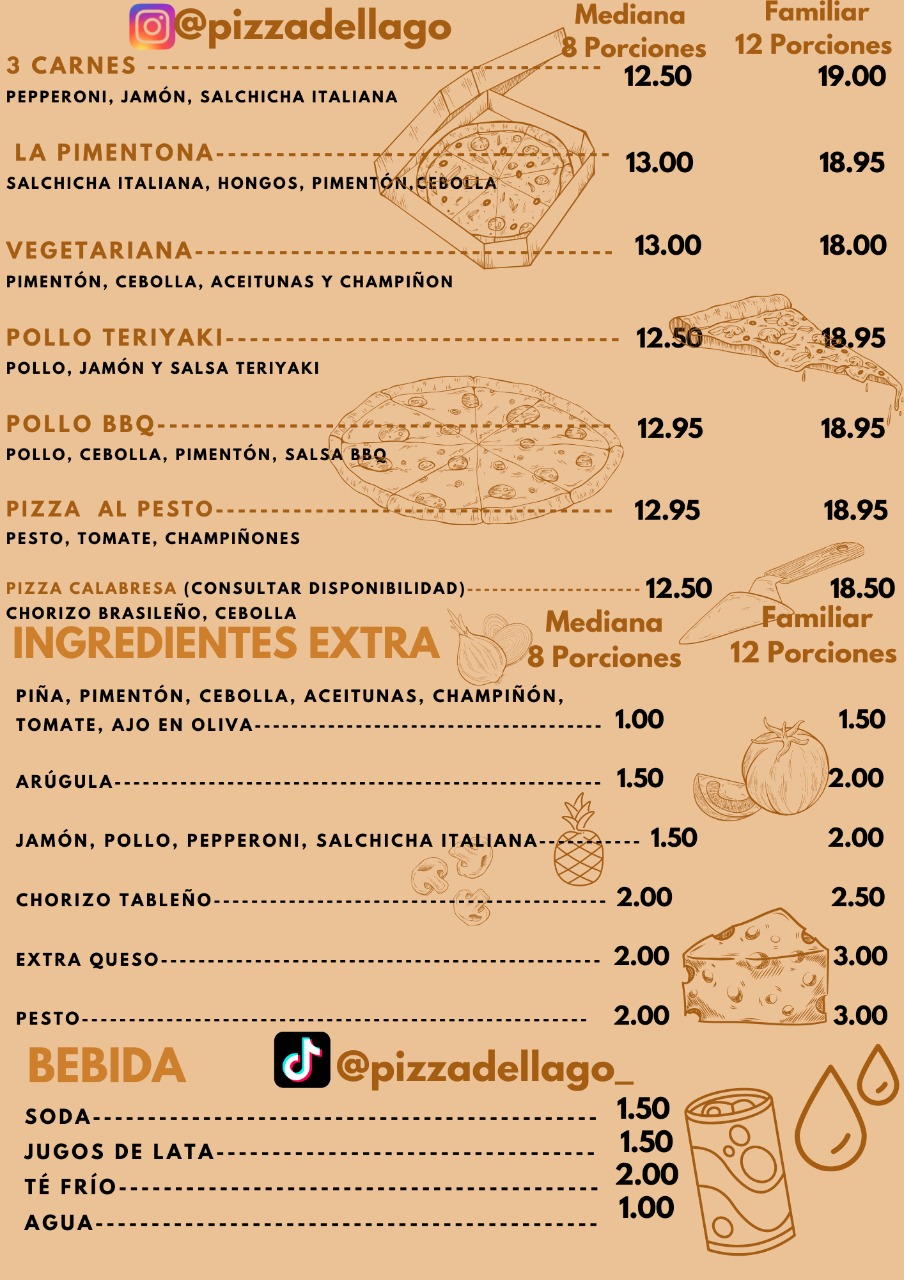 @pizzadellago
Mediana Familiar
8 Porciones 12 Porciones
3 CARNES 12.50 19.00
PEPPERONI, JAMÓN, SALCHICHA ITALIANA
LA PIMENTONA 13.00 18.95
SALCHICHA ITALIANA, HONGOS, PIMENTÓN,CEBOLLA
VEGETARIANA 13.00 18.00
PIMENTÓN, CEBOLLA, ACEITUNAS Y CHAMPIÑON
POLLO TERIYAKI 12.50 18.95
POLLO, JAMÓN Y SALSA TERIYAKI
POLLO BBQ 12.95 18.95
POLLO, CEBOLLA, PIMENTÓN, SALSA BBQ
PIZZA AL PESTO 12.95 18.95
PESTO, TOMATE, CHAMPIÑONES
PIZZA CALABRESA (CONSULTAR DISPONIBILIDAD) 12.50 18.50
CHORIZO BRASILEÑO, CEBOLLA
INGREDIENTES EXTRA
Mediana Familiar
8 Porciones 12 Porciones
PIÑA, PIMENTÓN, CEBOLLA, ACEITUNAS, CHAMPIÑÓN,
TOMATE, AJO EN OLIVA 1.00 1.50
ARÚGULA 1.50 2.00
JAMÓN, POLLO, PEPPERONI, SALCHICHA ITALIANA 1.50 2.00
CHORIZO TABLEÑO 2.00 2.50
EXTRA QUESO 2.00 3.00
PESTO 2.00 3.00
BEBIDA @pizzadellago_
SODA 1.50
JUGOS DE LATA 1.50
TÉ FRÍO 2.00
AGUA 1.00